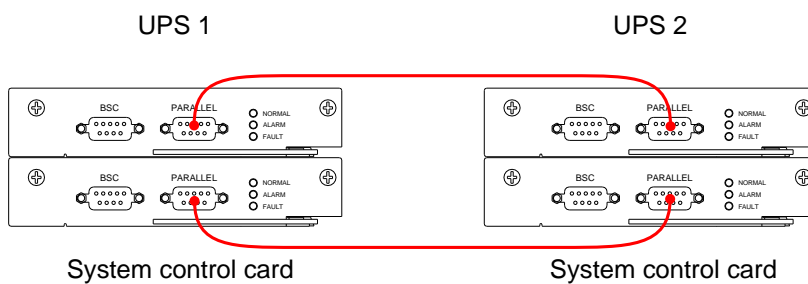 UPS 1
UPS 2
BSC PARALLEL NORMAL ALARM FAULT
BSC PARALLEL NORMAL ALARM FAULT
BSC PARALLEL NORMAL ALARM FAULT
BSC PARALLEL NORMAL ALARM FAULT
System control card
System control card